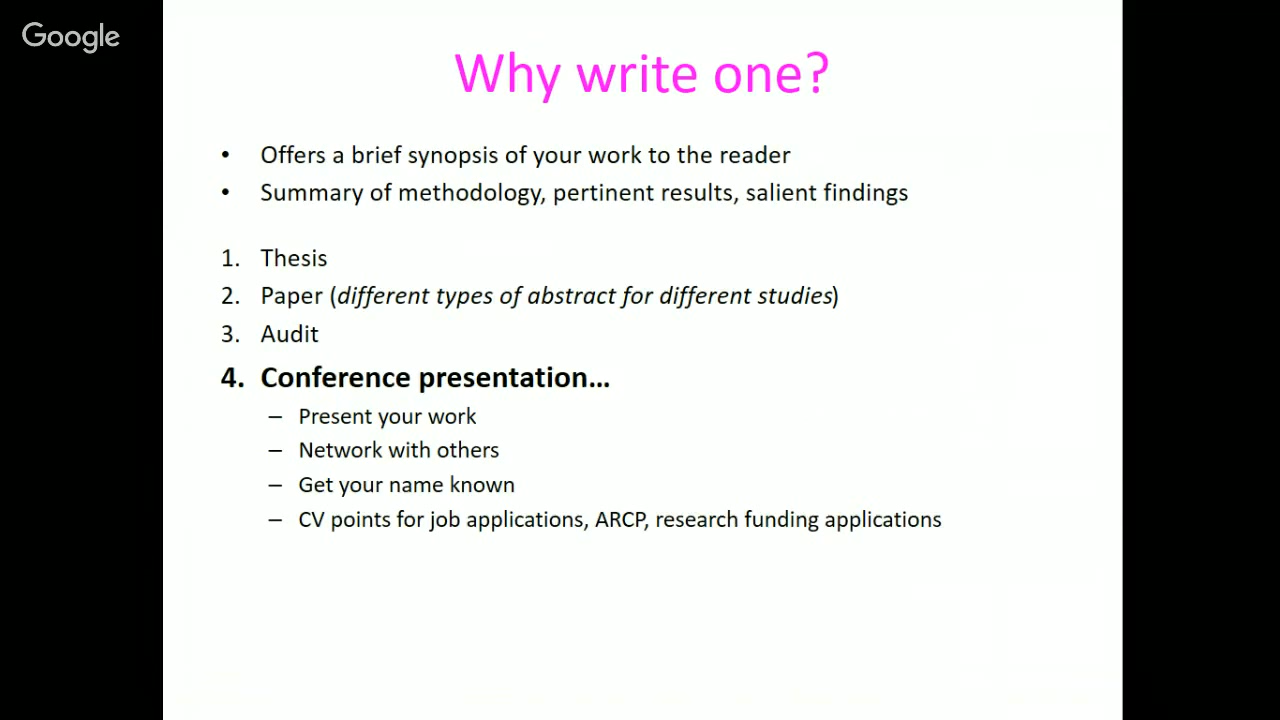 Google
Why write one?
• Offers a brief synopsis of your work to the reader
• Summary of methodology, pertinent results, salient findings
1. Thesis
2. Paper (different types of abstract for different studies)
3. Audit
4. Conference presentation...
– Present your work
– Network with others
– Get your name known
– CV points for job applications, ARCP, research funding applications